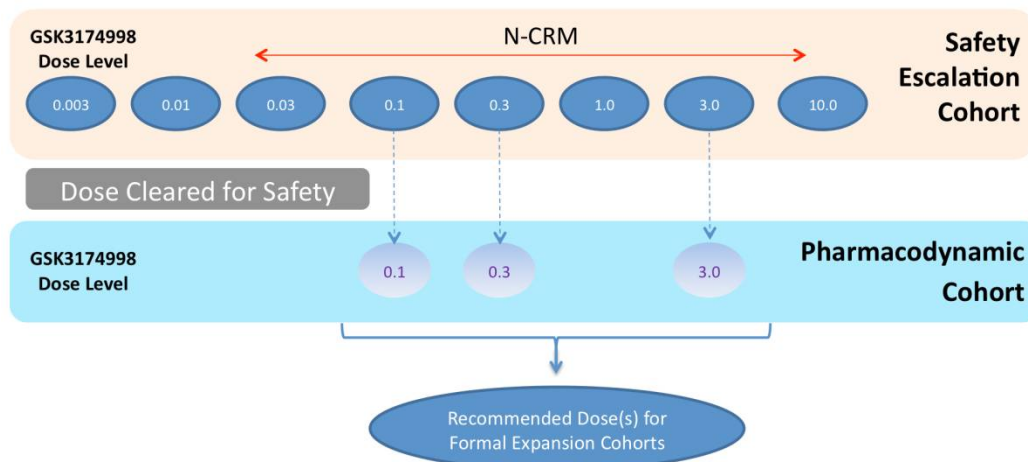 GSK3174998
Dose Level
N-CRM
Safety
Escalation
Cohort
0.003
0.01
0.03
0.1
0.3
1.0
3.0
10.0
Dose Cleared for Safety
GSK3174998
Dose Level
0.1
0.3
3.0
Pharmacodynamic
Cohort
Recommended Dose(s) for
Formal Expansion Cohorts